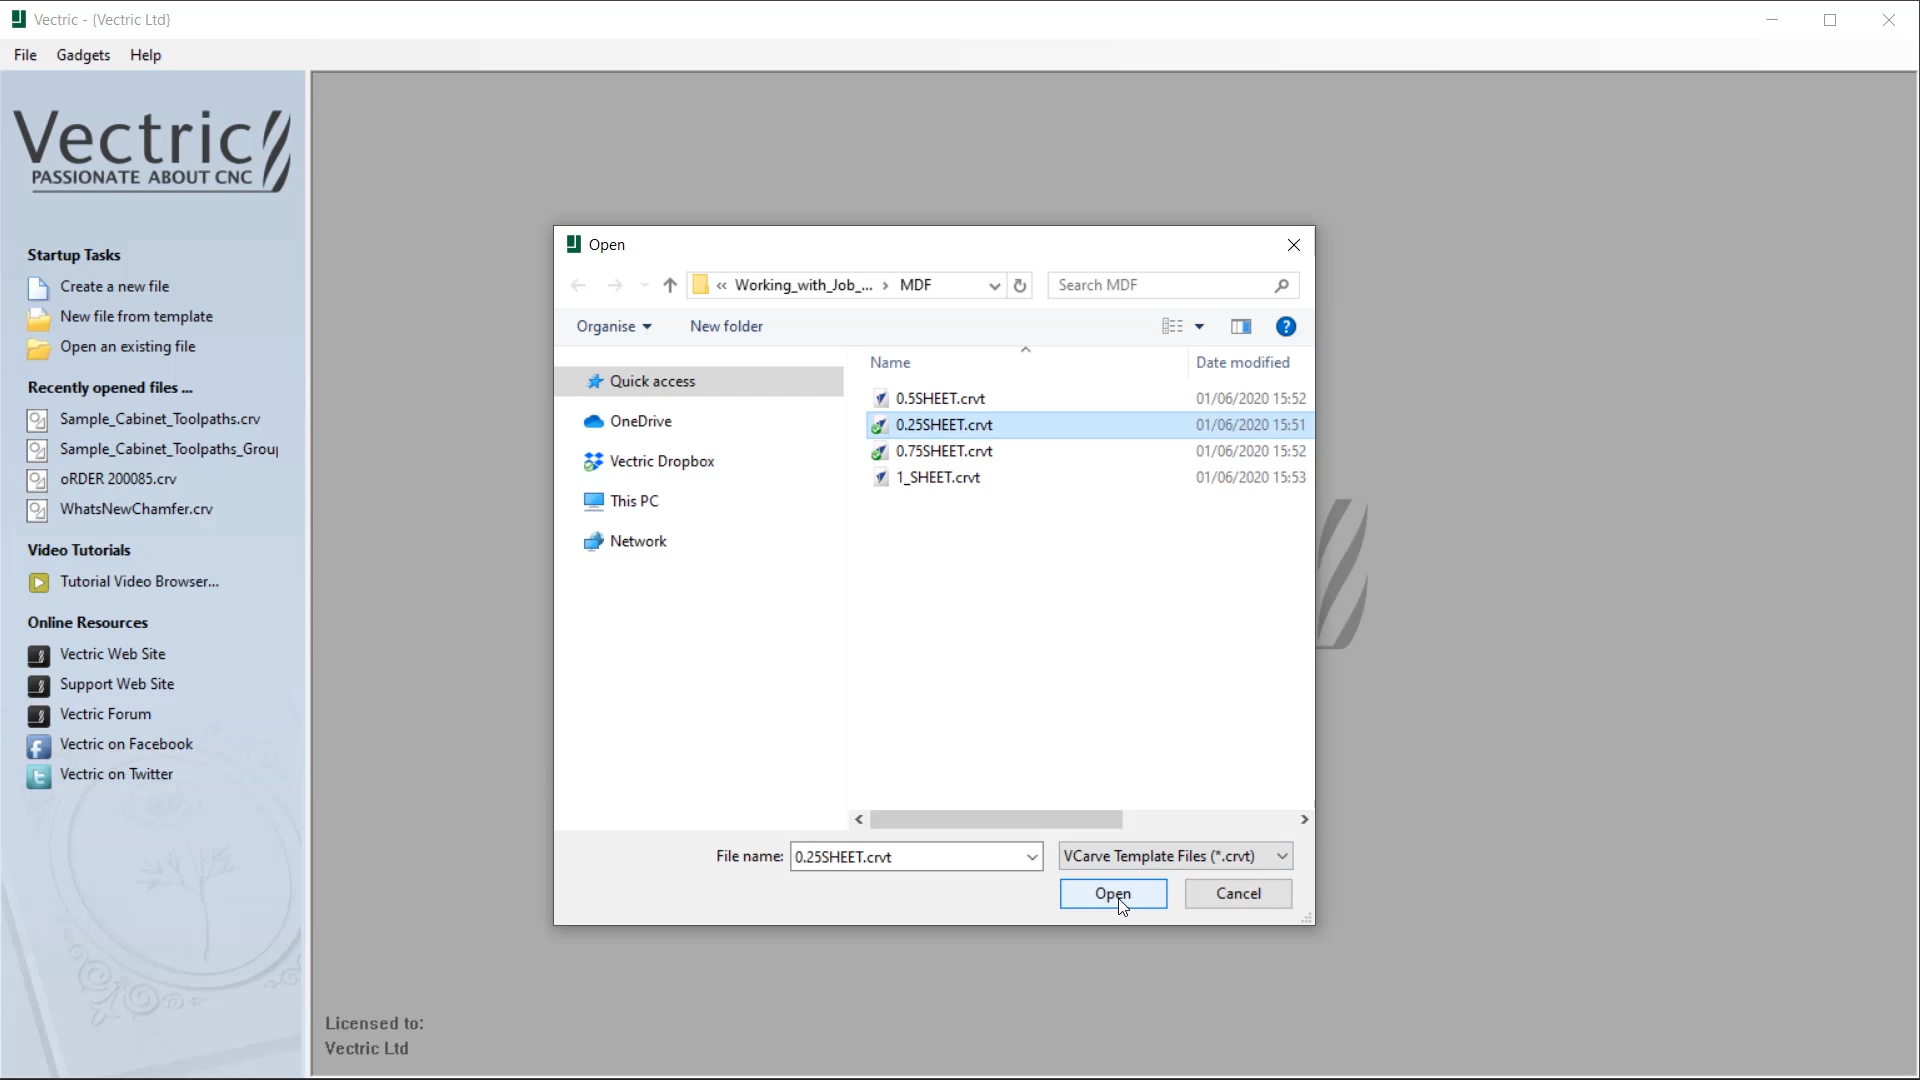 Vectric - {Vectric Ltd}
File Gadgets Help
Vectric
PASSIONATE ABOUT CNC
Startup Tasks
Create a new file
New file from template
Open an existing file
Recently opened files ...
Sample_Cabinet_Toolpaths.crv
Sample_Cabinet_Toolpaths_Grou
oRDER 200085.crv
WhatsNewChamfer.crv
Video Tutorials
Tutorial Video Browser...
Online Resources
Vectric Web Site
Support Web Site
Vectric Forum
Vectric on Facebook
Vectric on Twitter
Open
« Working_with_Job_... › MDF
Search MDF
Organise
New folder
Quick access
OneDrive
Vectric Dropbox
This PC
Network
Name Date modified
0.5SHEET.crvt 01/06/2020 15:52
0.25SHEET.crvt 01/06/2020 15:51
0.75SHEET.crvt 01/06/2020 15:52
1_SHEET.crvt 01/06/2020 15:53
File name: 0.25SHEET.crvt VCarve Template Files (*.crvt)
Open Cancel
Licensed to:
Vectric Ltd